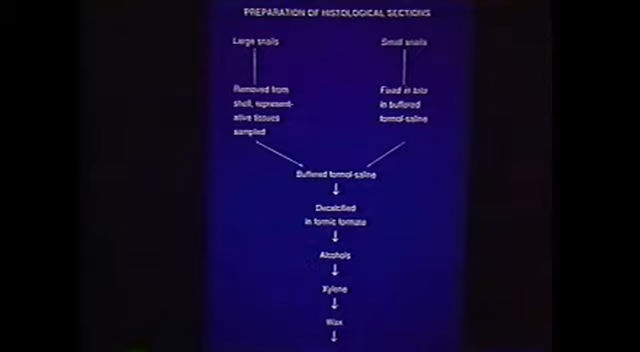 PREPARATION OF HISTOLOGICAL SECTIONS
Large snails
Small snails
Removed from
shell, represent-
ative tissues
sampled
Fixed in toto
in buffered
formol-saline
Buffered formol-saline
↓
Decalcified
in formic formate
↓
Alcohols
↓
Xylene
↓
Wax
↓